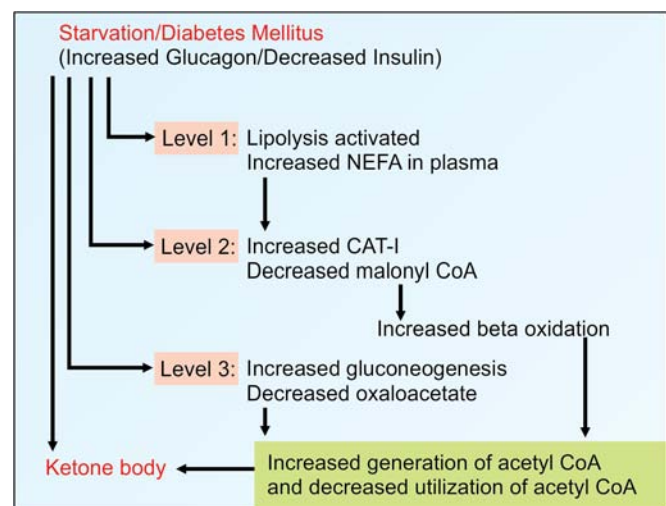 Starvation/Diabetes Mellitus
(Increased Glucagon/Decreased Insulin)
Level 1: Lipolysis activated
Increased NEFA in plasma
Level 2: Increased CAT-I
Decreased malonyl CoA
Increased beta oxidation
Level 3: Increased gluconeogenesis
Decreased oxaloacetate
Ketone body
Increased generation of acetyl CoA
and decreased utilization of acetyl CoA